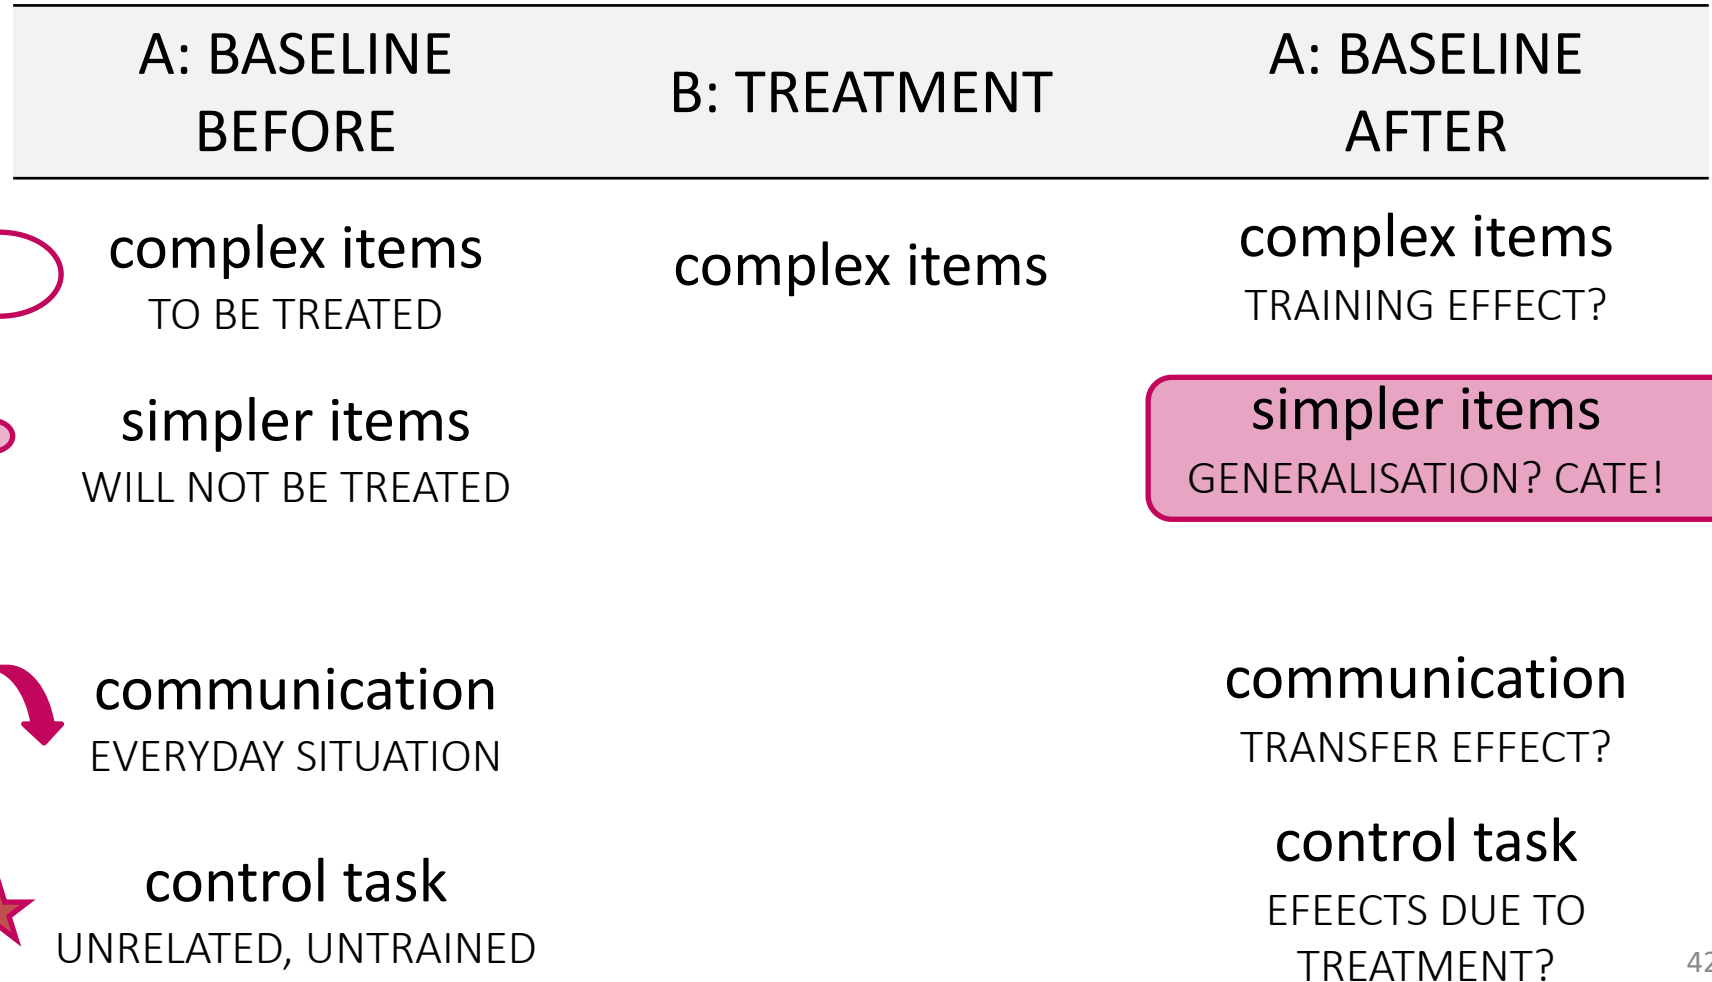 A: BASELINE
BEFORE
B: TREATMENT
A: BASELINE
AFTER
complex items
TO BE TREATED
complex items
complex items
TRAINING EFFECT?
simpler items
WILL NOT BE TREATED
simpler items
GENERALISATION? CATE!
communication
EVERYDAY SITUATION
communication
TRANSFER EFFECT?
control task
UNRELATED, UNTRAINED
control task
EFEECTS DUE TO
TREATMENT?
42